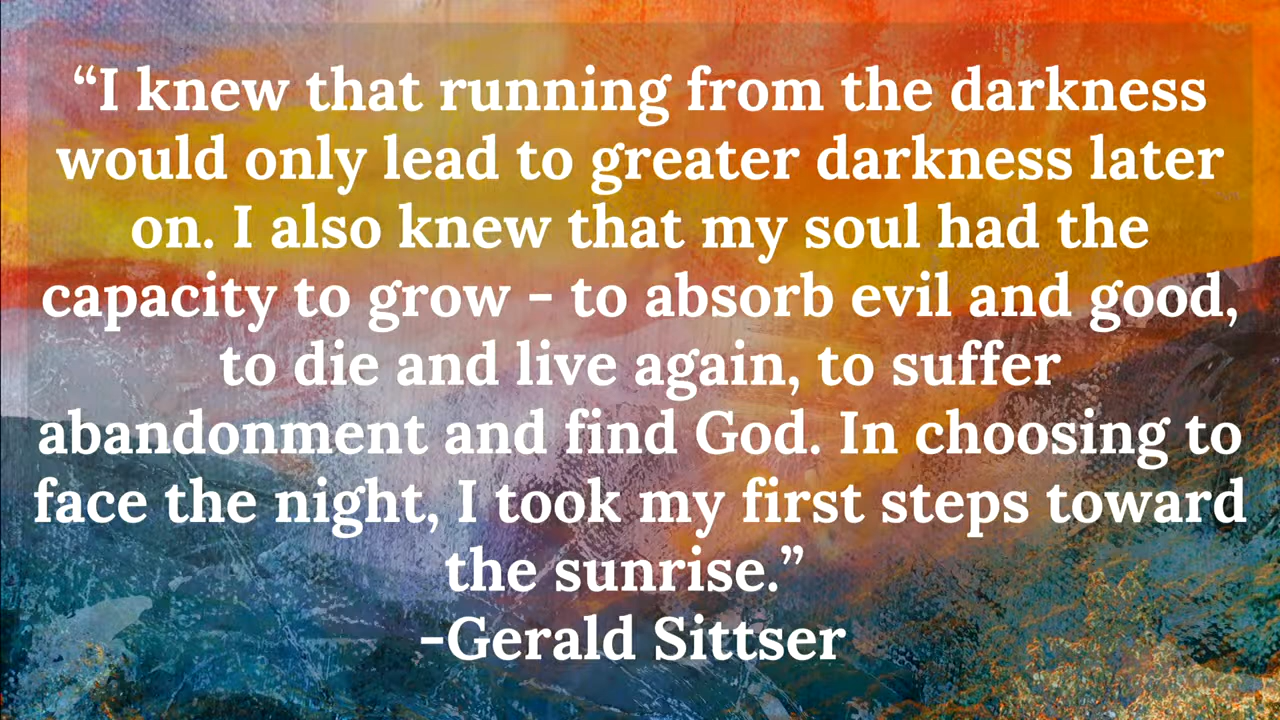 “I knew that running from the darkness
would only lead to greater darkness later
on. I also knew that my soul had the
capacity to grow - to absorb evil and good,
to die and live again, to suffer
abandonment and find God. In choosing to
face the night, I took my first steps toward
the sunrise.”
-Gerald Sittser